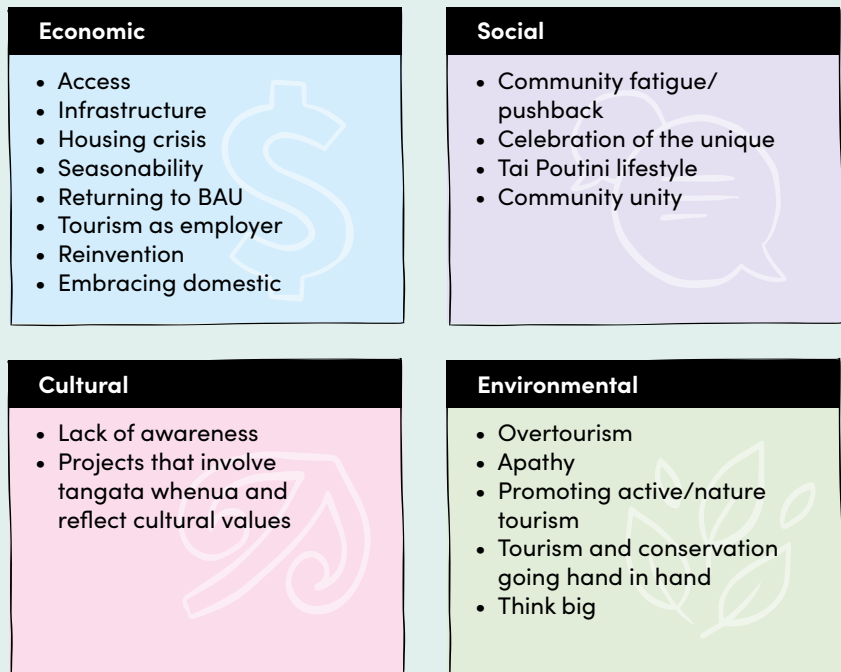 Economic
• Access
• Infrastructure
• Housing crisis
• Seasonability
• Returning to BAU
• Tourism as employer
• Reinvention
• Embracing domestic
Social
• Community fatigue/
pushback
• Celebration of the unique
• Tai Poutini lifestyle
• Community unity
Cultural
• Lack of awareness
• Projects that involve
tangata whenua and
reflect cultural values
Environmental
• Overtourism
• Apathy
• Promoting active/nature
tourism
• Tourism and conservation
going hand in hand
• Think big